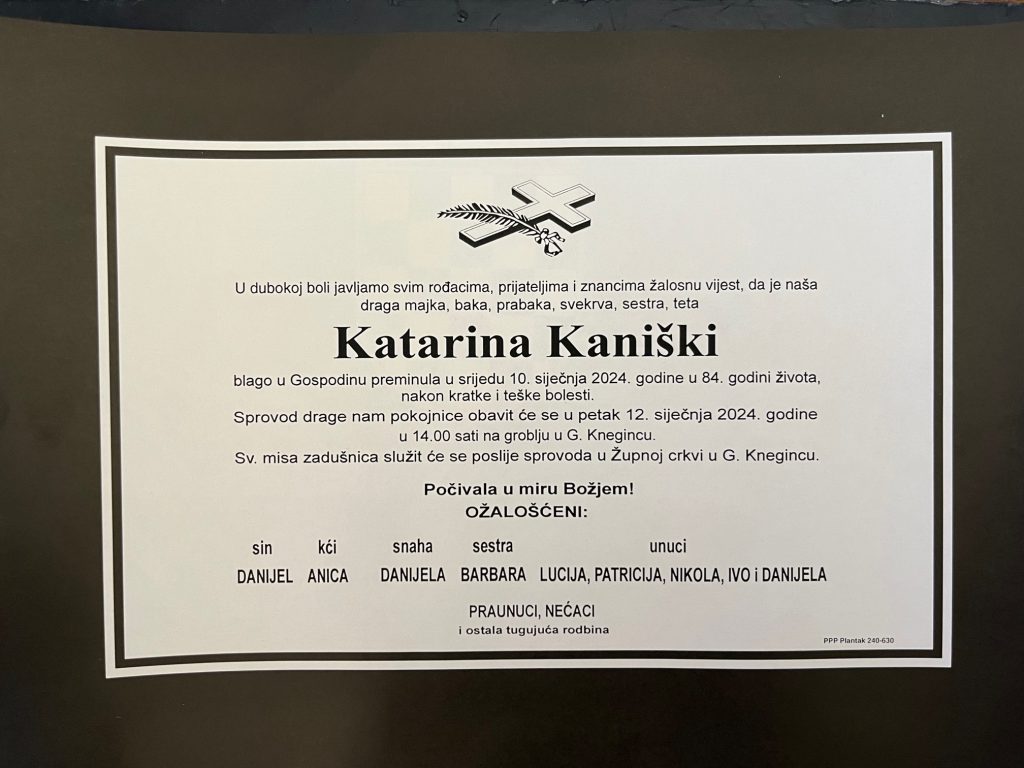 U dubokoj boli javljamo svim rođacima, prijateljima i znancima žalosnu vijest, da je naša
draga majka, baka, prabaka, svekrva, sestra, teta
Katarina Kaniški
blago u Gospodinu preminula u srijedu 10. siječnja 2024. godine u 84. godini života,
nakon kratke i teške bolesti.
Sprovod drage nam pokojnice obavit će se u petak 12. siječnja 2024. godine
u 14.00 sati na groblju u G. Knegincu.
Sv. misa zadušnica služit će se poslije sprovoda u Župnoj crkvi u G. Knegincu.
Počivala u miru Božjem!
OŽALOŠĆENI:
sin kći snaha sestra unuci
DANIJEL ANICA DANIJELA BARBARA LUCIJA, PATRICIJA, NIKOLA, IVO i DANIJELA
PRAUNUCI, NEĆACI
i ostala tugujuća rodbina
PPP Plantak 240-630